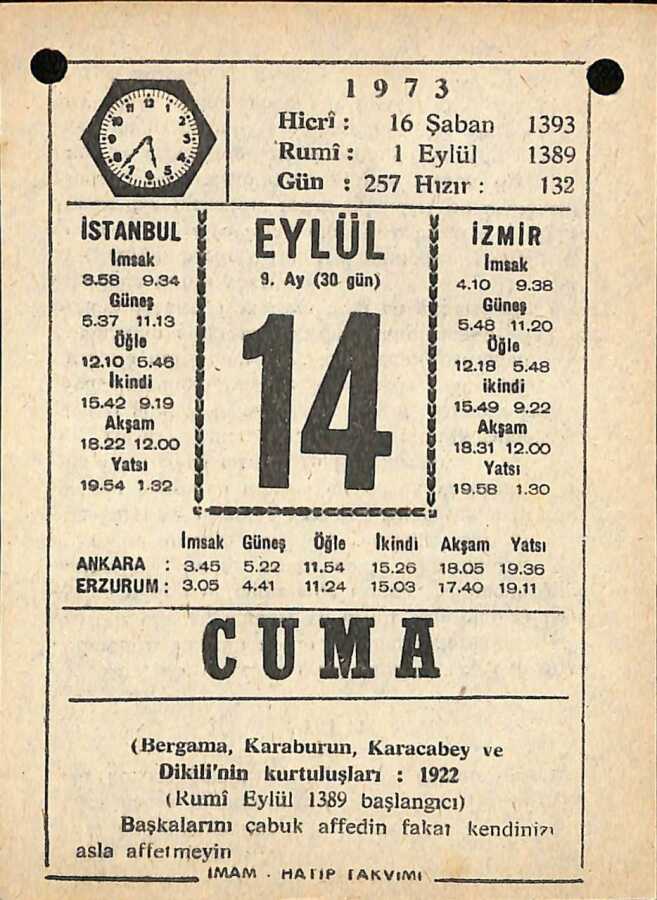 1973
Hicrî : 16 Şaban 1393
Rumî : 1 Eylül 1389
Gün : 257 Hızır : 132
İSTANBUL
İmsak
3.58 9.34
Güneş
5.37 11.13
Öğle
12.10 5.46
İkindi
15.42 9.19
Akşam
18.22 12.00
Yatsı
19.54 1.32
EYLÜL
9. Ay (30 gün)
14
İZMİR
İmsak
4.10 9.38
Güneş
5.48 11.20
Öğle
12.18 5.48
ikindi
15.49 9.22
Akşam
18.31 12.00
Yatsı
19.58 1.30
İmsak Güneş Öğle İkindi Akşam Yatsı
ANKARA : 3.45 5.22 11.54 15.26 18.05 19.36
ERZURUM : 3.05 4.41 11.24 15.03 17.40 19.11
CUMA
(Bergama, Karaburun, Karacabey ve
Dikili'nin kurtuluşları : 1922
(Rumî Eylül 1389 başlangıcı)
Başkalarını çabuk affedin fakat kendinizi
asla affetmeyin
İMAM - HATİP TAKVİMİ